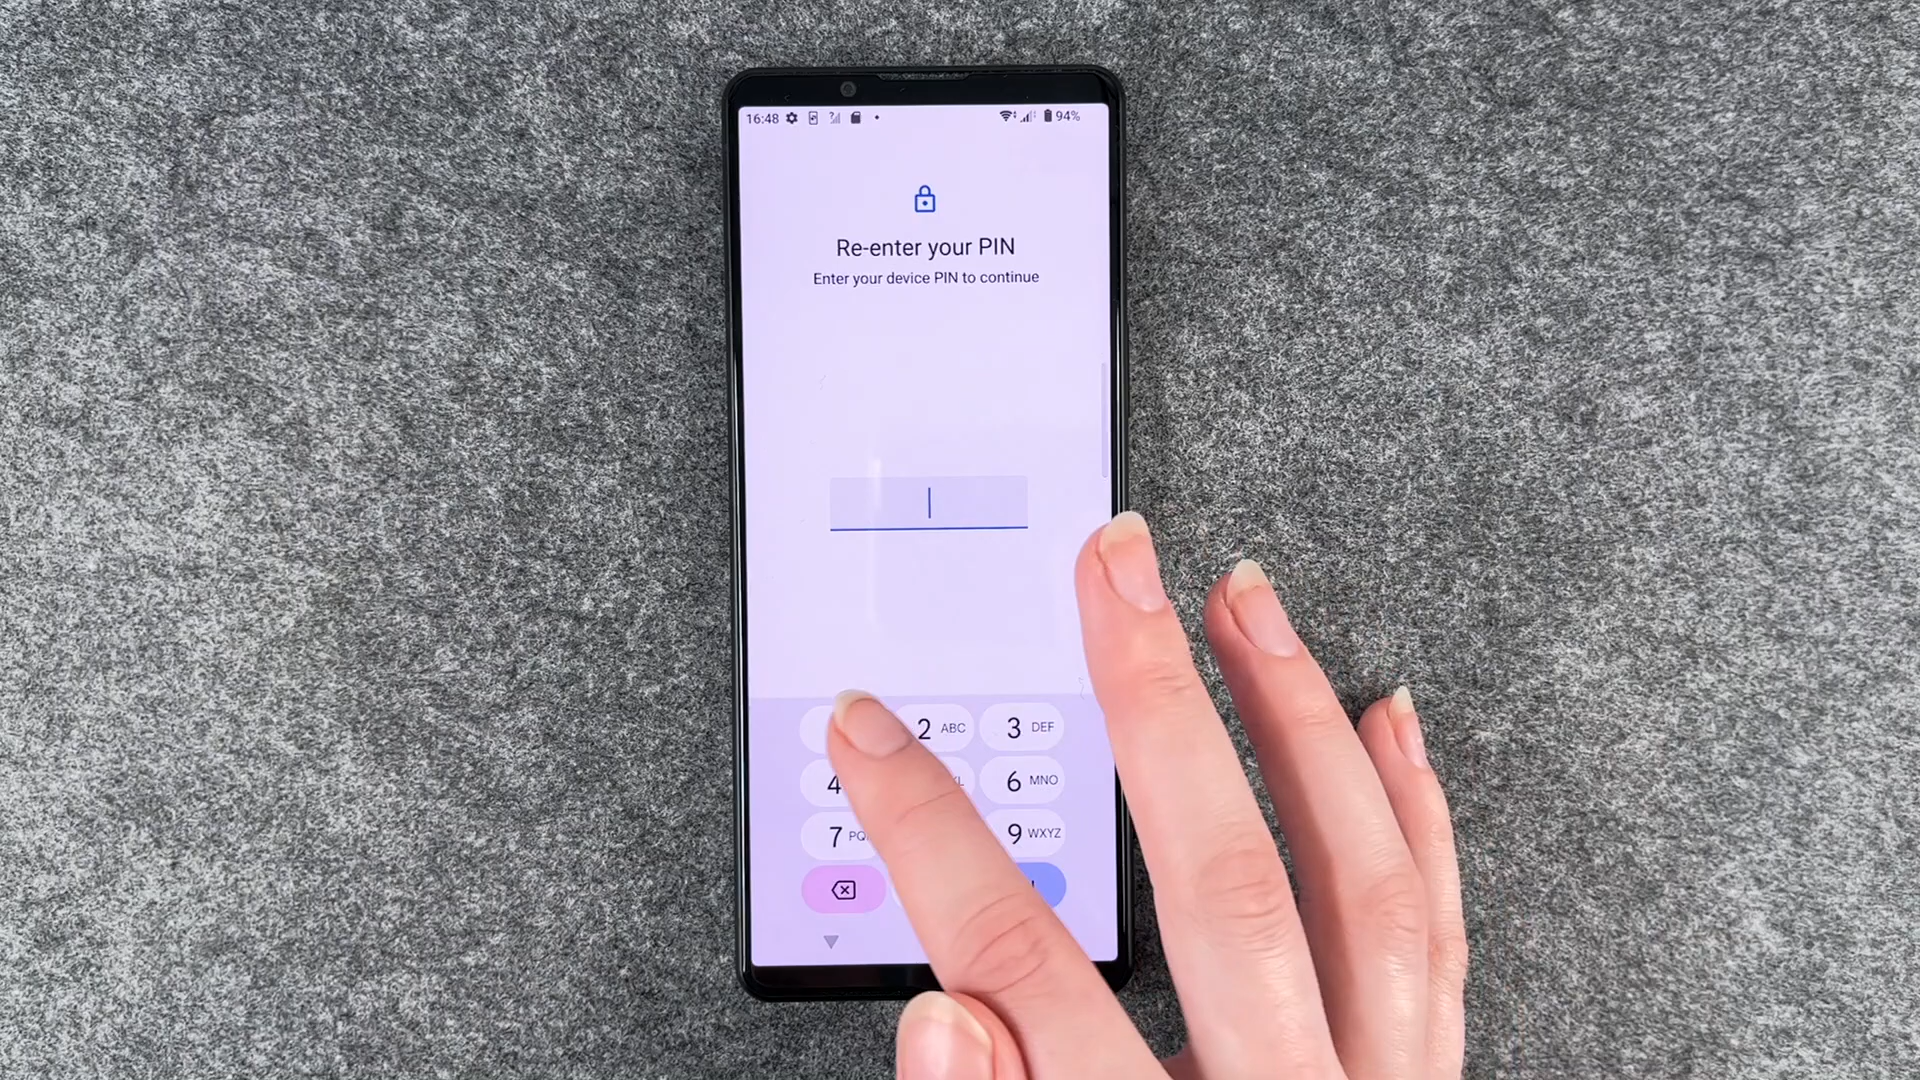 16:48 94%
Re-enter your PIN
Enter your device PIN to continue
2 ABC 3 DEF
4 6 MNO
7 9 WXYZ